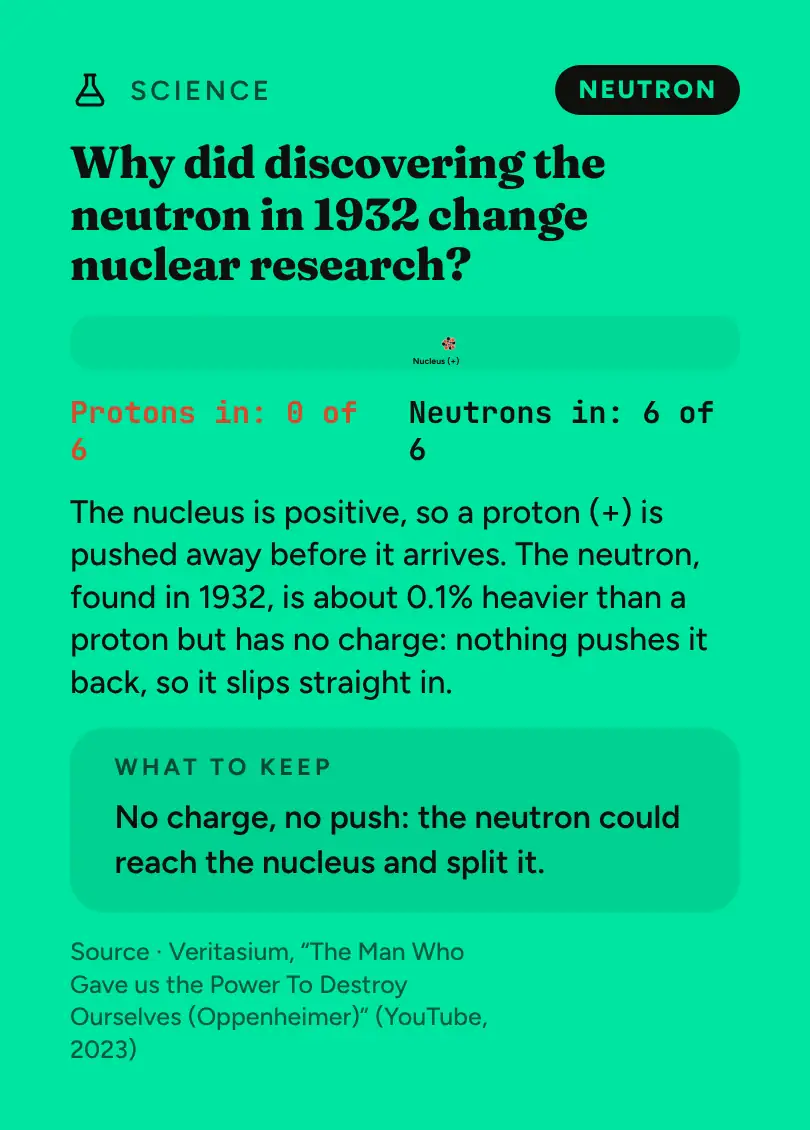 SCIENCE
NEUTRON
Why did discovering the
neutron in 1932 change
nuclear research?
Nucleus (+)
Protons in: 0 of
6
Neutrons in: 6 of
6
The nucleus is positive, so a proton (+) is
pushed away before it arrives. The neutron,
found in 1932, is about 0.1% heavier than a
proton but has no charge: nothing pushes it
back, so it slips straight in.
WHAT TO KEEP
No charge, no push: the neutron could
reach the nucleus and split it.
Source · Veritasium, “The Man Who
Gave us the Power To Destroy
Ourselves (Oppenheimer)” (YouTube,
2023)